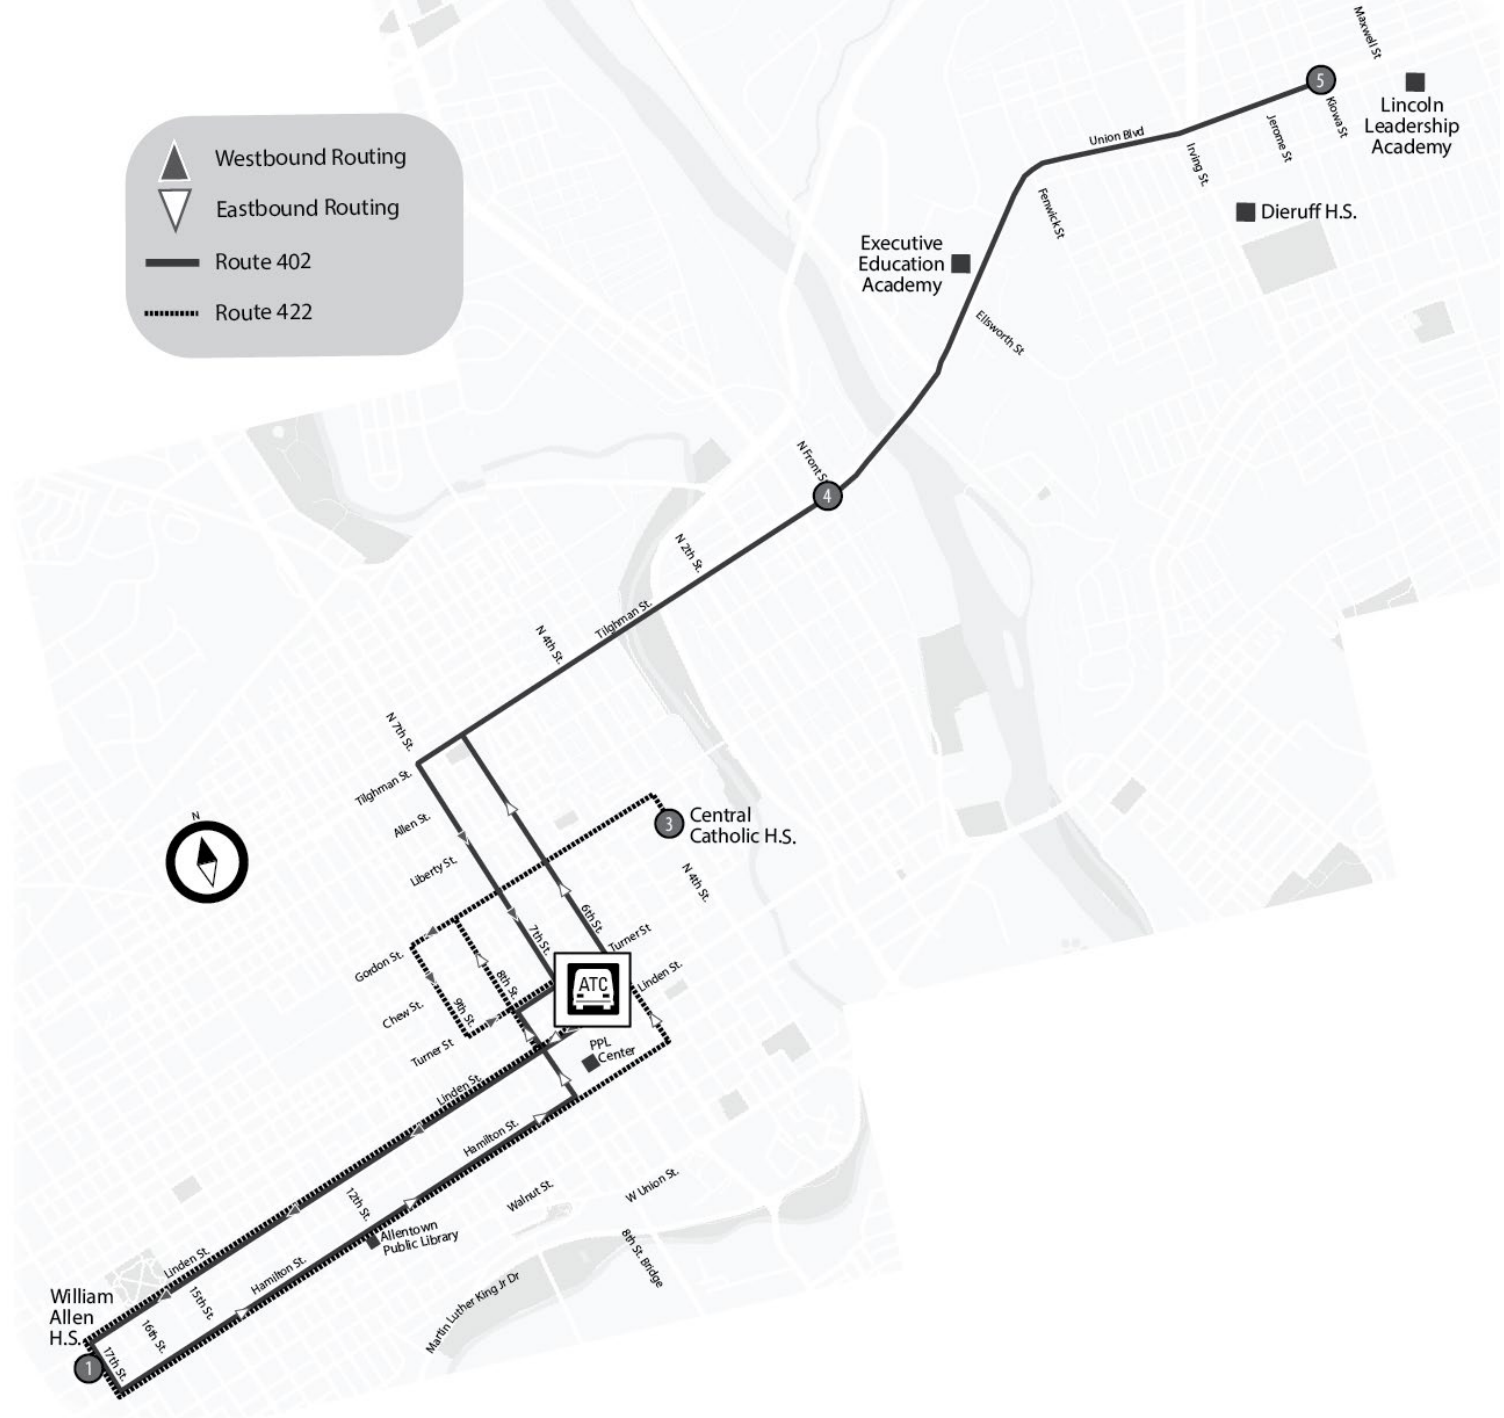 Maxwell St
5
Kiowa St
Lincoln
Leadership
Academy
Jerome St
Union Blvd
Irving St.
Westbound Routing
Eastbound Routing
Route 402
Route 422
Fenwick St
Dieruff H.S.
Executive
Education
Academy
Ellsworth St
N Front St.
4
N 2th St.
Tilghman St.
N 4th St.
N 7th St.
Tilghman St.
Allen St.
Liberty St.
N
3
Central
Catholic H.S.
N 4th St.
6th St.
7th St.
Turner St
Gordon St.
8th St.
Linden St.
ATC
9th St.
Chew St.
Turner St
PPL
Center
Linden St.
Hamilton St.
12th St.
Walnut St.
W Union St.
Allentown
Public Library
8th St. Bridge
Linden St.
Hamilton St.
Martin Luther King Jr Dr
William
Allen
H.S.
15th St.
16th St.
17th St.
1